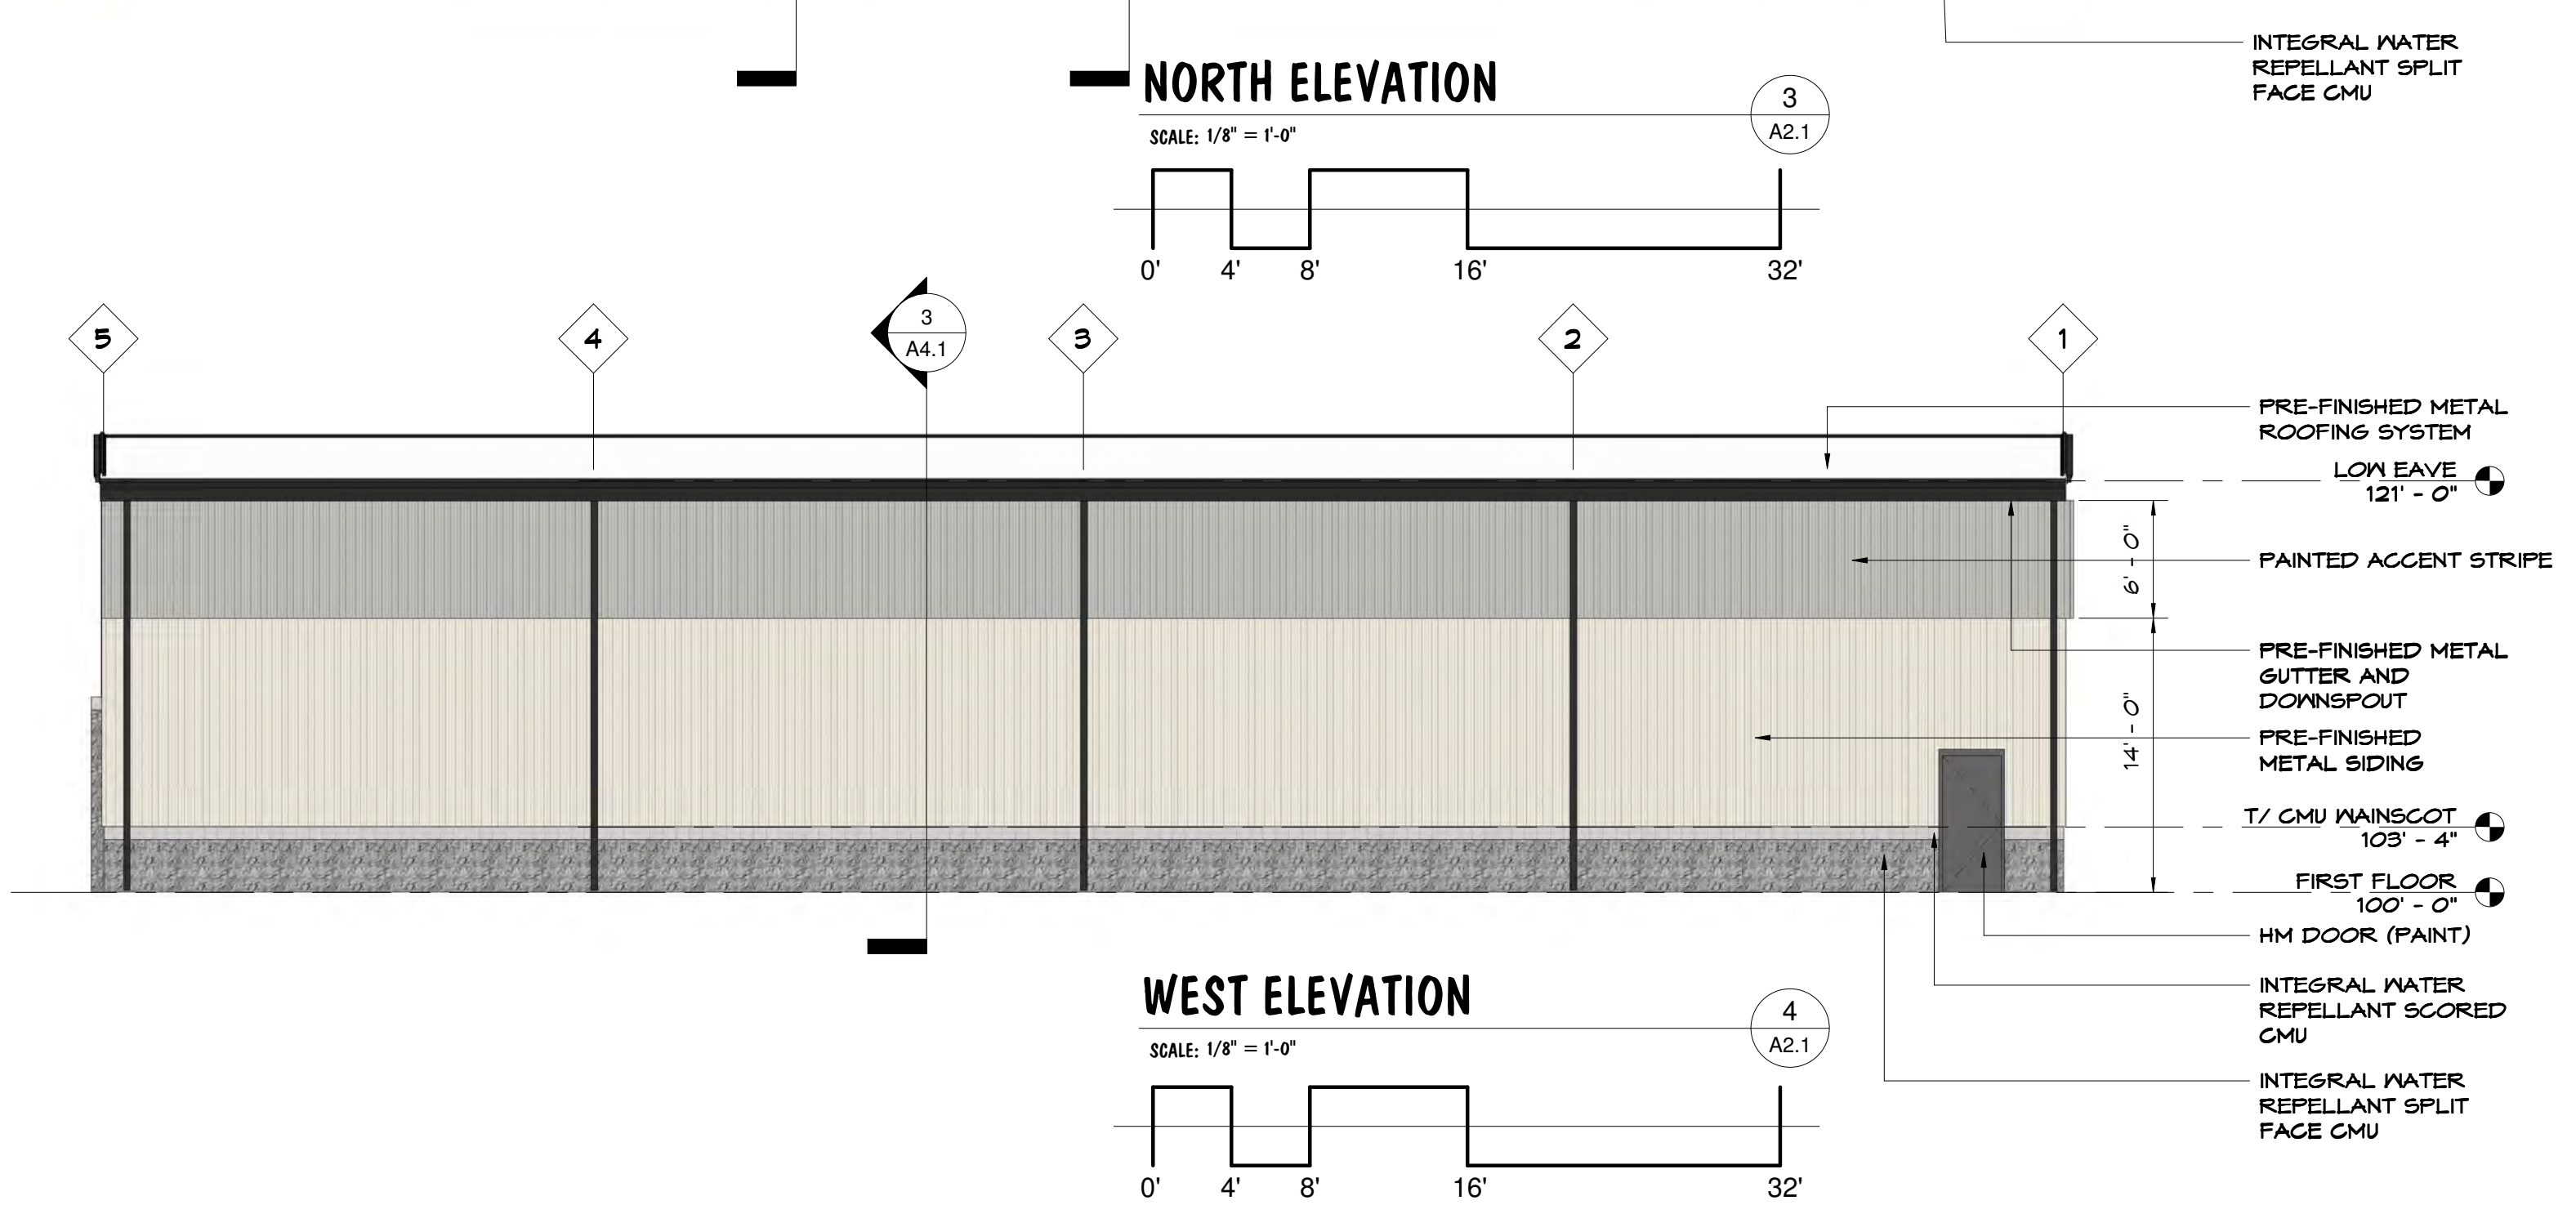 INTEGRAL WATER
REPELLANT SPLIT
FACE CMU
NORTH ELEVATION
SCALE: 1/8" = 1'-0"
3
A2.1
0' 4' 8' 16' 32'
5 4 3 2 1
3
A4.1
PRE-FINISHED METAL
ROOFING SYSTEM
LOW EAVE
121' - 0"
6' - 0"
PAINTED ACCENT STRIPE
PRE-FINISHED METAL
GUTTER AND
DOWNSPOUT
14' - 0"
PRE-FINISHED
METAL SIDING
T/ CMU WAINSCOT
103' - 4"
FIRST FLOOR
100' - 0"
HM DOOR (PAINT)
INTEGRAL WATER
REPELLANT SCORED
CMU
INTEGRAL WATER
REPELLANT SPLIT
FACE CMU
WEST ELEVATION
SCALE: 1/8" = 1'-0"
4
A2.1
0' 4' 8' 16' 32'